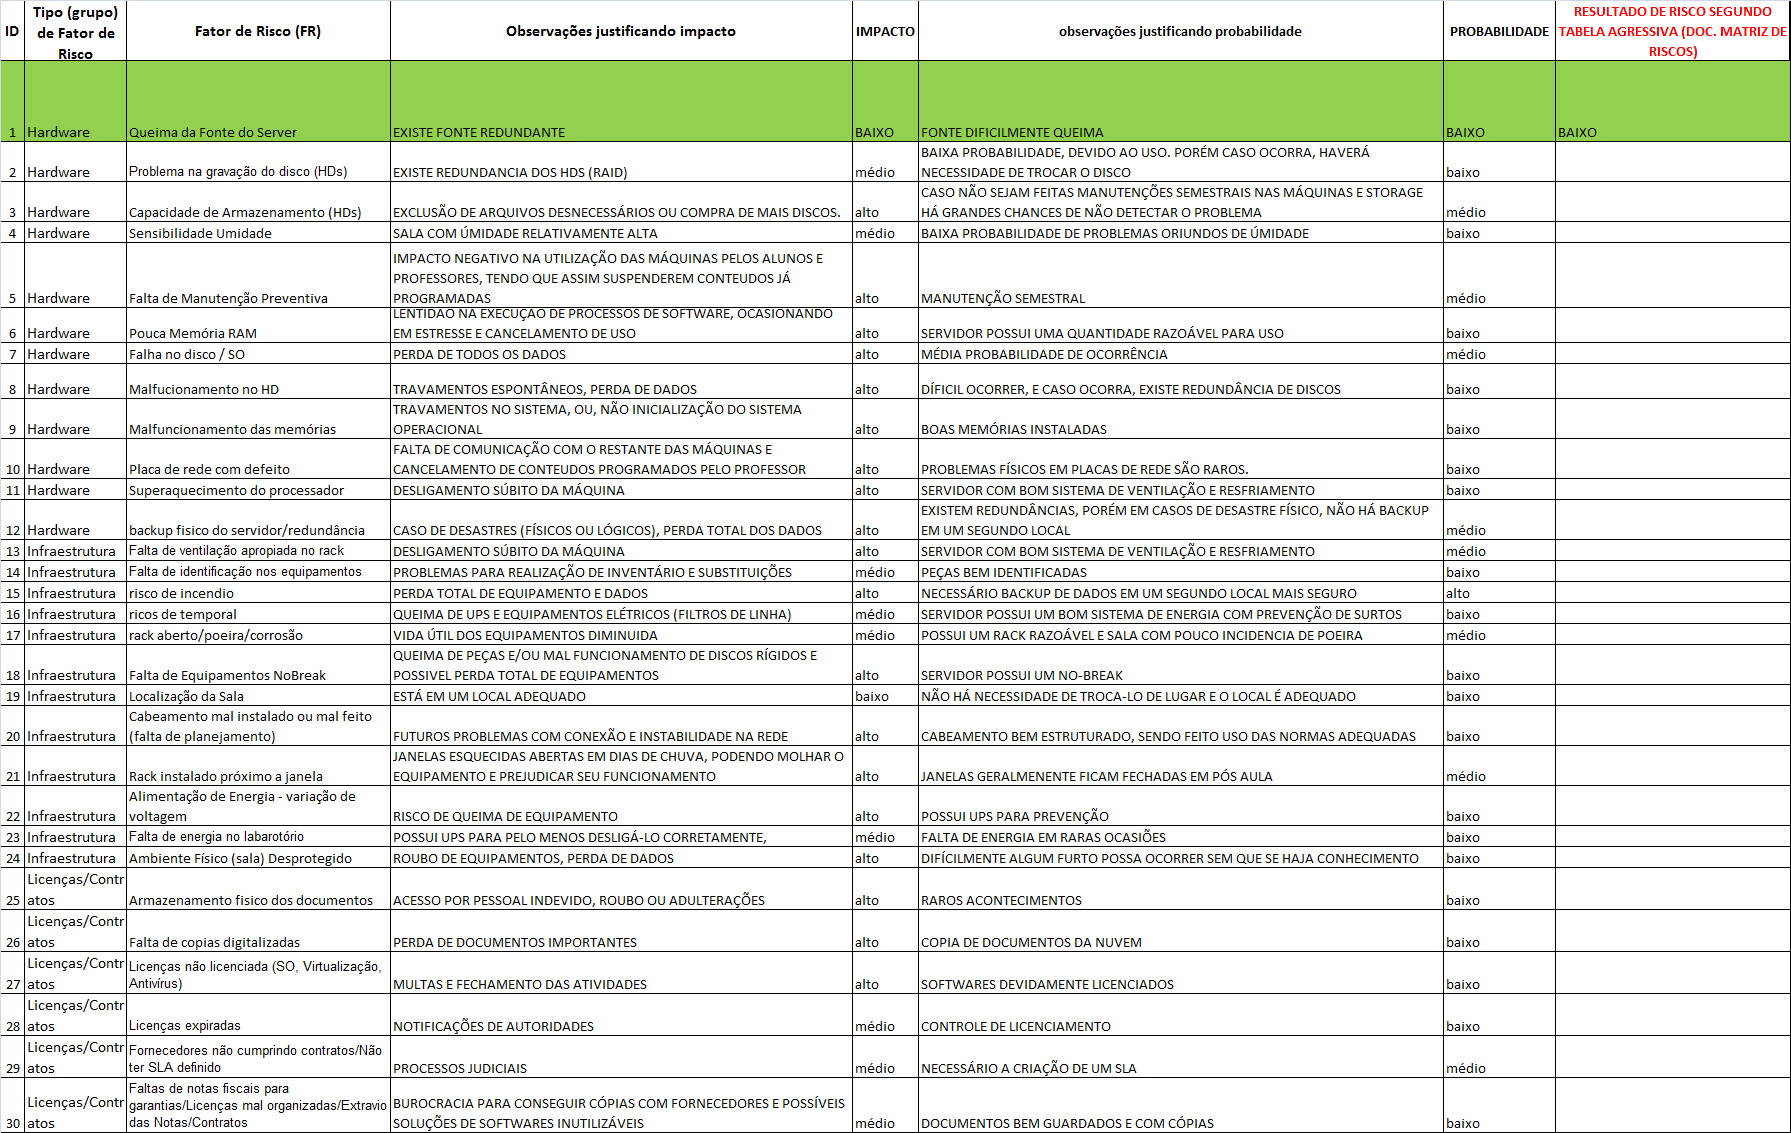 ID
Tipo (grupo)
de Fator de
Risco
Fator de Risco (FR)
Observações justificando impacto
IMPACTO
observações justificando probabilidade
PROBABILIDADE
RESULTADO DE RISCO SEGUNDO
TABELA AGRESSIVA (DOC. MATRIZ DE
RISCOS)
1 Hardware Queima da Fonte do Server EXISTE FONTE REDUNDANTE BAIXO FONTE DIFICILMENTE QUEIMA BAIXO BAIXO
BAIXA PROBABILIDADE, DEVIDO AO USO. PORÉM CASO OCORRA, HAVERÁ
2 Hardware Problema na gravação do disco (HDs) EXISTE REDUNDANCIA DOS HDS (RAID) médio NECESSIDADE DE TROCAR O DISCO baixo
CASO NÃO SEJAM FEITAS MANUTENÇÕES SEMESTRAIS NAS MÁQUINAS E STORAGE
3 Hardware Capacidade de Armazenamento (HDs) EXCLUSÃO DE ARQUIVOS DESNECESSÁRIOS OU COMPRA DE MAIS DISCOS. alto HÁ GRANDES CHANCES DE NÃO DETECTAR O PROBLEMA médio
4 Hardware Sensibilidade Umidade SALA COM ÚMIDADE RELATIVAMENTE ALTA médio BAIXA PROBABILIDADE DE PROBLEMAS ORIUNDOS DE ÚMIDADE baixo
IMPACTO NEGATIVO NA UTILIZAÇÃO DAS MÁQUINAS PELOS ALUNOS E
PROFESSORES, TENDO QUE ASSIM SUSPENDEREM CONTEUDOS JÁ
5 Hardware Falta de Manutenção Preventiva PROGRAMADAS alto MANUTENÇÃO SEMESTRAL médio
LENTIDÃO NA EXECUÇÃO DE PROCESSOS DE SOFTWARE, OCASIONANDO
6 Hardware Pouca Memória RAM EM ESTRESSE E CANCELAMENTO DE USO alto SERVIDOR POSSUI UMA QUANTIDADE RAZOÁVEL PARA USO baixo
7 Hardware Falha no disco / SO PERDA DE TODOS OS DADOS alto MÉDIA PROBABILIDADE DE OCORRÊNCIA médio
8 Hardware Malfucionamento no HD TRAVAMENTOS ESPONTÂNEOS, PERDA DE DADOS alto DÍFICIL OCORRER, E CASO OCORRA, EXISTE REDUNDÂNCIA DE DISCOS baixo
TRAVAMENTOS NO SISTEMA, OU, NÃO INICIALIZAÇÃO DO SISTEMA
9 Hardware Malfuncionamento das memórias OPERACIONAL alto BOAS MEMÓRIAS INSTALADAS baixo
FALTA DE COMUNICAÇÃO COM O RESTANTE DAS MÁQUINAS E
10 Hardware Placa de rede com defeito CANCELAMENTO DE CONTEUDOS PROGRAMADOS PELO PROFESSOR alto PROBLEMAS FÍSICOS EM PLACAS DE REDE SÃO RAROS. baixo
11 Hardware Superaquecimento do processador DESLIGAMENTO SÚBITO DA MÁQUINA alto SERVIDOR COM BOM SISTEMA DE VENTILAÇÃO E RESFRIAMENTO baixo
EXISTEM REDUNDÂNCIAS, PORÉM EM CASOS DE DESASTRE FÍSICO, NÃO HÁ BACKUP
12 Hardware backup fisico do servidor/redundância CASO DE DESASTRES (FÍSICOS OU LÓGICOS), PERDA TOTAL DOS DADOS alto EM UM SEGUNDO LOCAL médio
13 Infraestrutura Falta de ventilação apropiada no rack DESLIGAMENTO SÚBITO DA MÁQUINA alto SERVIDOR COM BOM SISTEMA DE VENTILAÇÃO E RESFRIAMENTO médio
14 Infraestrutura Falta de identificação nos equipamentos PROBLEMAS PARA REALIZAÇÃO DE INVENTÁRIO E SUBSTITUIÇÕES médio PEÇAS BEM IDENTIFICADAS baixo
15 Infraestrutura risco de incendio PERDA TOTAL DE EQUIPAMENTO E DADOS alto NECESSÁRIO BACKUP DE DADOS EM UM SEGUNDO LOCAL MAIS SEGURO alto
16 Infraestrutura ricos de temporal QUEIMA DE UPS E EQUIPAMENTOS ELÉTRICOS (FILTROS DE LINHA) médio SERVIDOR POSSUI UM BOM SISTEMA DE ENERGIA COM PREVENÇÃO DE SURTOS baixo
17 Infraestrutura rack aberto/poeira/corrosão VIDA ÚTIL DOS EQUIPAMENTOS DIMINUIDA médio POSSUI UM RACK RAZOÁVEL E SALA COM POUCO INCIDENCIA DE POEIRA médio
QUEIMA DE PEÇAS E/OU MAL FUNCIONAMENTO DE DISCOS RÍGIDOS E
18 Infraestrutura Falta de Equipamentos NoBreak POSSIVEL PERDA TOTAL DE EQUIPAMENTOS alto SERVIDOR POSSUI UM NO-BREAK baixo
19 Infraestrutura Localização da Sala ESTÁ EM UM LOCAL ADEQUADO baixo NÃO HÁ NECESSIDADE DE TROCA-LO DE LUGAR E O LOCAL É ADEQUADO baixo
Cabeamento mal instalado ou mal feito
20 Infraestrutura (falta de planejamento) FUTUROS PROBLEMAS COM CONEXÃO E INSTABILIDADE NA REDE alto CABEAMENTO BEM ESTRUTURADO, SENDO FEITO USO DAS NORMAS ADEQUADAS baixo
JANELAS ESQUECIDAS ABERTAS EM DIAS DE CHUVA, PODENDO MOLHAR O
21 Infraestrutura Rack instalado próximo a janela EQUIPAMENTO E PREJUDICAR SEU FUNCIONAMENTO alto JANELAS GERALMENENTE FICAM FECHADAS EM PÓS AULA médio
Alimentação de Energia - variação de
22 Infraestrutura voltagem RISCO DE QUEIMA DE EQUIPAMENTO alto POSSUI UPS PARA PREVENÇÃO baixo
23 Infraestrutura Falta de energia no labarotório POSSUI UPS PARA PELO MENOS DESLIGÁ-LO CORRETAMENTE, médio FALTA DE ENERGIA EM RARAS OCASIÕES baixo
24 Infraestrutura Ambiente Físico (sala) Desprotegido ROUBO DE EQUIPAMENTOS, PERDA DE DADOS alto DIFÍCILMENTE ALGUM FURTO POSSA OCORRER SEM QUE SE HAJA CONHECIMENTO baixo
Licenças/Contr
25 atos Armazenamento fisico dos documentos ACESSO POR PESSOAL INDEVIDO, ROUBO OU ADULTERAÇÕES alto RAROS ACONTECIMENTOS baixo
Licenças/Contr
26 atos Falta de copias digitalizadas PERDA DE DOCUMENTOS IMPORTANTES alto COPIA DE DOCUMENTOS DA NUVEM baixo
Licenças/Contr Licenças não licenciada (SO, Virtualização,
27 atos Antivírus) MULTAS E FECHAMENTO DAS ATIVIDADES alto SOFTWARES DEVIDAMENTE LICENCIADOS baixo
Licenças/Contr
28 atos Licenças expiradas NOTIFICAÇÕES DE AUTORIDADES médio CONTROLE DE LICENCIAMENTO baixo
Licenças/Contr Fornecedores não cumprindo contratos/Não
29 atos ter SLA definido PROCESSOS JUDICIAIS médio NECESSÁRIO A CRIAÇÃO DE UM SLA médio
Faltas de notas fiscais para
Licenças/Contr garantias/Licenças mal organizadas/Extravio BUROCRACIA PARA CONSEGUIR CÓPIAS COM FORNECEDORES E POSSÍVEIS
30 atos das Notas/Contratos SOLUÇÕES DE SOFTWARES INUTILIZÁVEIS médio DOCUMENTOS BEM GUARDADOS E COM CÓPIAS baixo